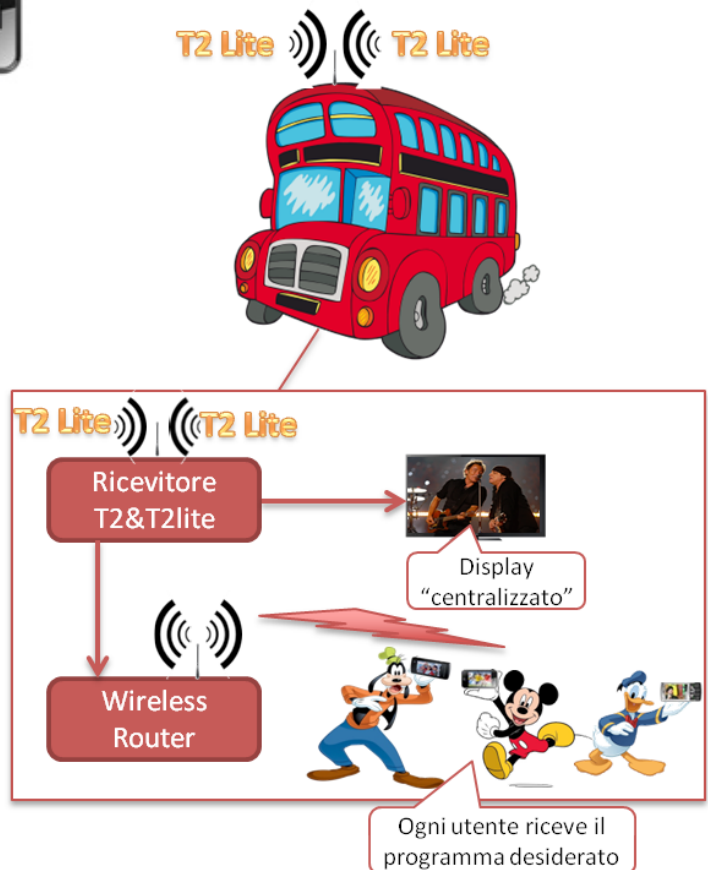 T2 Lite T2 Lite
T2 Lite T2 Lite
Ricevitore
T2&T2lite
Display
“centralizzato”
Wireless
Router
Ogni utente riceve il
programma desiderato